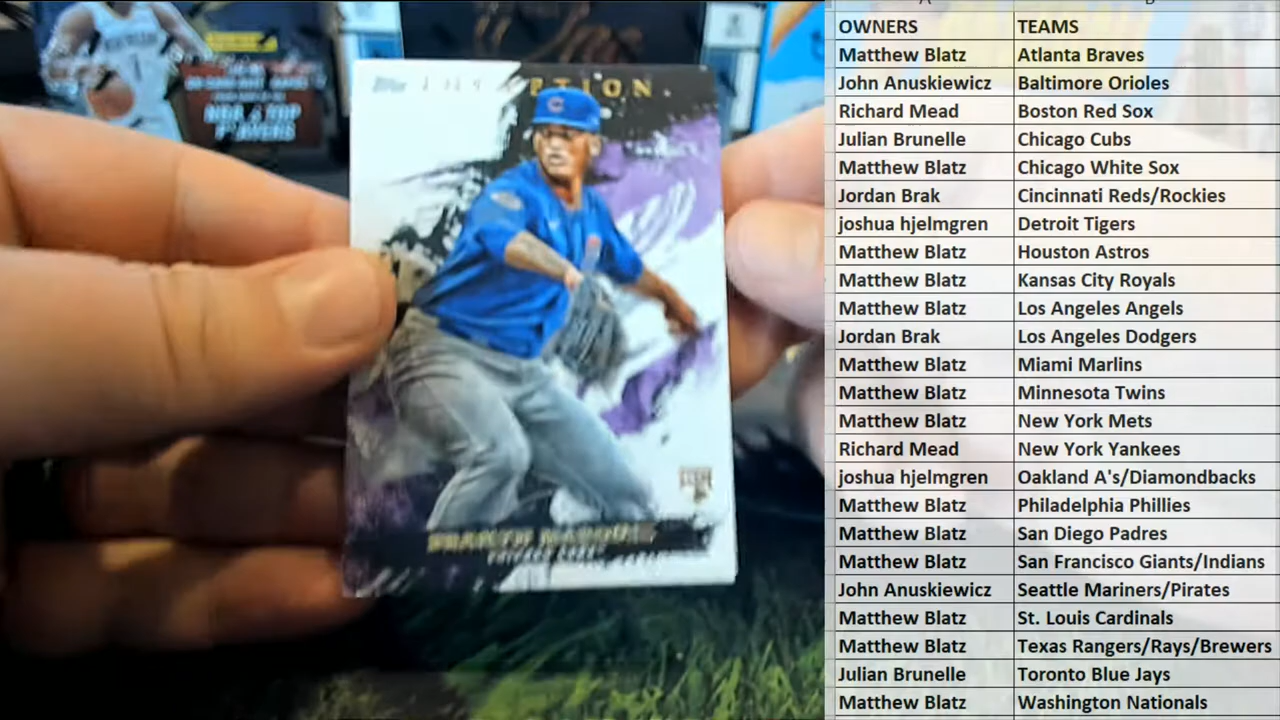 OWNERS TEAMS
Matthew Blatz Atlanta Braves
John Anuskiewicz Baltimore Orioles
Richard Mead Boston Red Sox
Julian Brunelle Chicago Cubs
Matthew Blatz Chicago White Sox
Jordan Brak Cincinnati Reds/Rockies
joshua hjelmgren Detroit Tigers
Matthew Blatz Houston Astros
Matthew Blatz Kansas City Royals
Matthew Blatz Los Angeles Angels
Jordan Brak Los Angeles Dodgers
Matthew Blatz Miami Marlins
Matthew Blatz Minnesota Twins
Matthew Blatz New York Mets
Richard Mead New York Yankees
joshua hjelmgren Oakland A's/Diamondbacks
Matthew Blatz Philadelphia Phillies
Matthew Blatz San Diego Padres
Matthew Blatz San Francisco Giants/Indians
John Anuskiewicz Seattle Mariners/Pirates
Matthew Blatz St. Louis Cardinals
Matthew Blatz Texas Rangers/Rays/Brewers
Julian Brunelle Toronto Blue Jays
Matthew Blatz Washington Nationals
Topps
NBA'S TOP
PLAYERS
CHICAGO CUBS